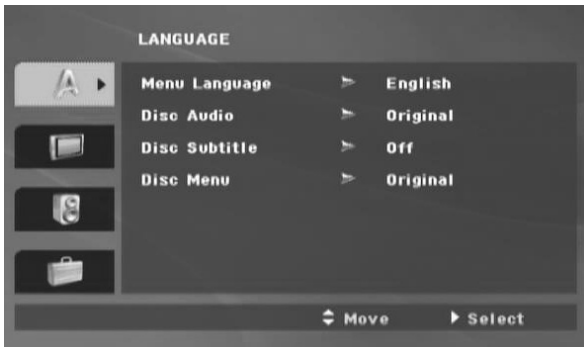 LANGUAGE
A
Menu Language English
Disc Audio Original
Disc Subtitle Off
Disc Menu Original
Move Select